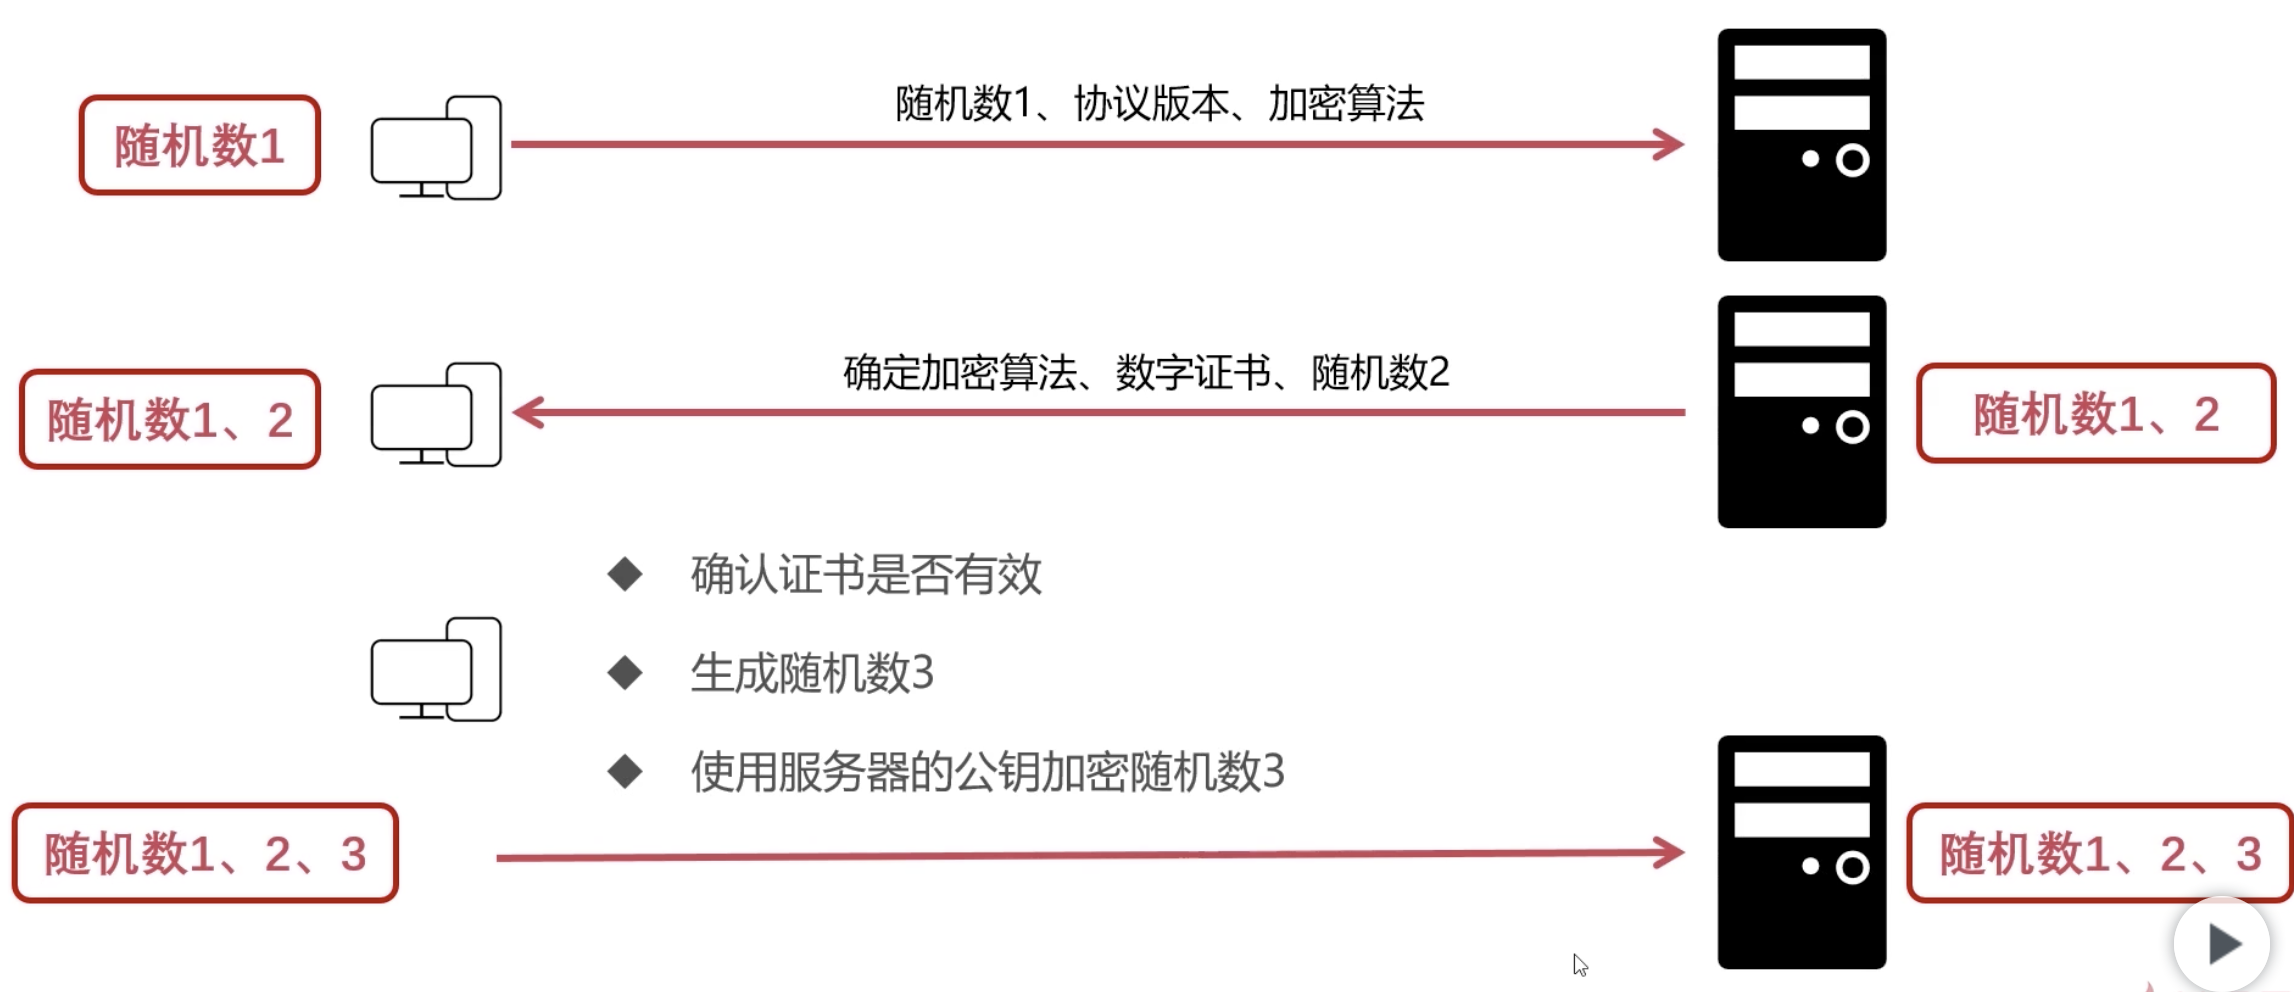 随机数1、协议版本、加密算法
随机数1
确定加密算法、数字证书、随机数2
随机数1、2
随机数1、2
确认证书是否有效
生成随机数3
使用服务器的公钥加密随机数3
随机数1、2、3
随机数1、2、3